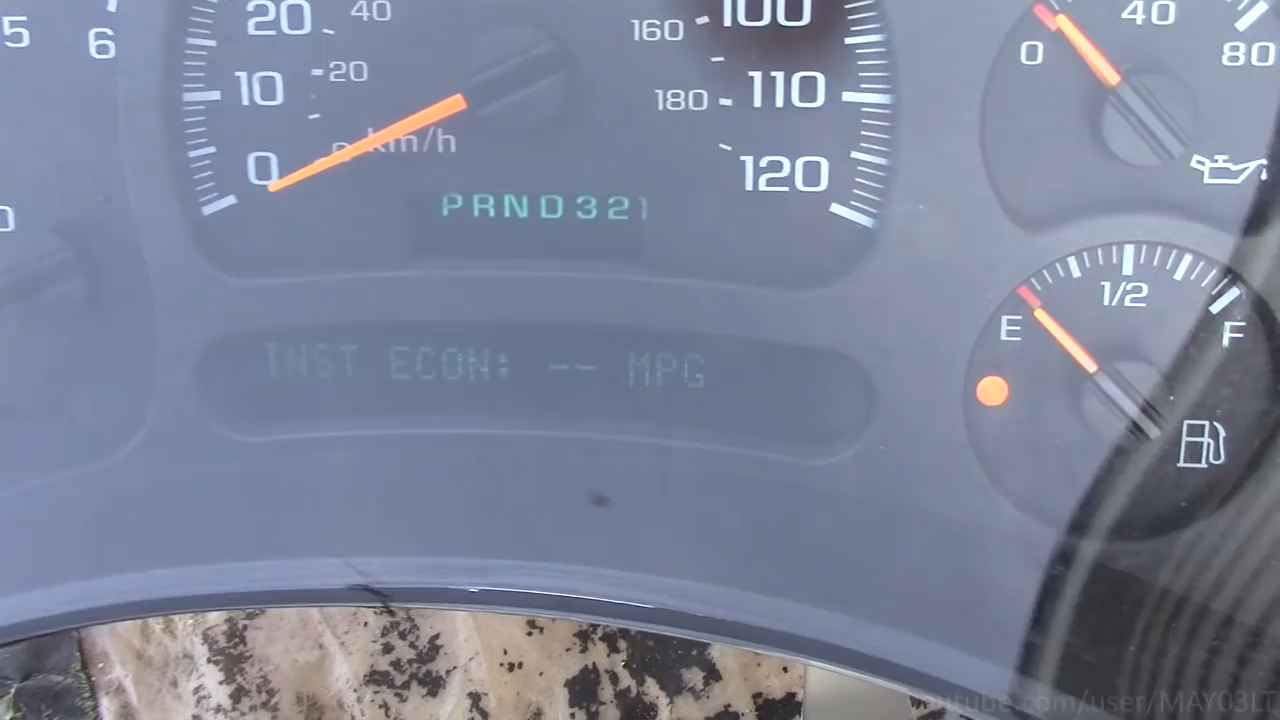 5 6
20 40
10 20
0 km/h
160 100
180 110
120
PRND321
INST ECON: -- MPG
0 40 80
E 1/2 F
youtube.com/user/MAY03LT